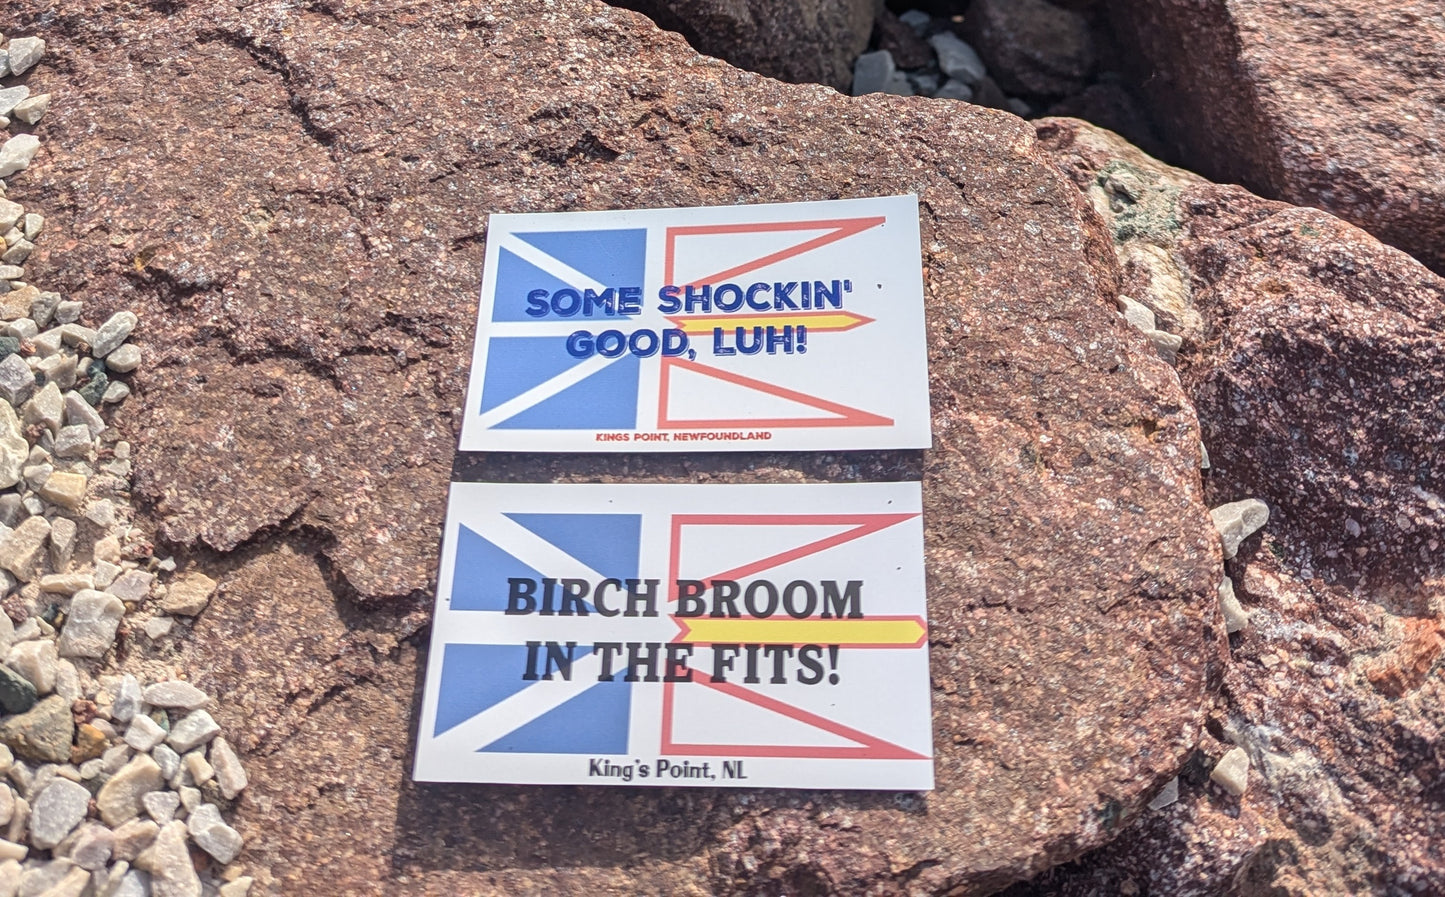 SOME SHOCKIN'
GOOD, LUH!
KINGS POINT, NEWFOUNDLAND
BIRCH BROOM
IN THE FITS!
King's Point, NL